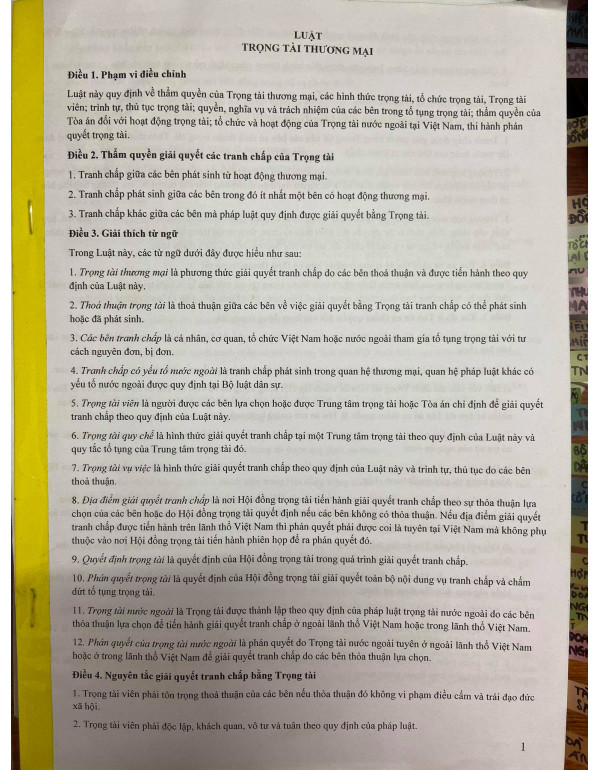 LUẬT
TRỌNG TÀI THƯƠNG MẠI
Điều 1. Phạm vi điều chỉnh
Luật này quy định về thẩm quyền của Trọng tài thương mại, các hình thức trọng tài, tổ chức trọng tài, Trọng tài
viên; trình tự, thủ tục trọng tài; quyền, nghĩa vụ và trách nhiệm của các bên trong tố tụng trọng tài; thẩm quyền của
Tòa án đối với hoạt động trọng tài; tổ chức và hoạt động của Trọng tài nước ngoài tại Việt Nam, thi hành phán
quyết trọng tài.
Điều 2. Thẩm quyền giải quyết các tranh chấp của Trọng tài
1. Tranh chấp giữa các bên phát sinh từ hoạt động thương mại.
2. Tranh chấp phát sinh giữa các bên trong đó ít nhất một bên có hoạt động thương mại.
3. Tranh chấp khác giữa các bên mà pháp luật quy định được giải quyết bằng Trọng tài.
Điều 3. Giải thích từ ngữ
Trong Luật này, các từ ngữ dưới đây được hiểu như sau:
1. Trọng tài thương mại là phương thức giải quyết tranh chấp do các bên thoả thuận và được tiến hành theo quy
định của Luật này.
2. Thoả thuận trọng tài là thoả thuận giữa các bên về việc giải quyết bằng Trọng tài tranh chấp có thể phát sinh
hoặc đã phát sinh.
3. Các bên tranh chấp là cá nhân, cơ quan, tổ chức Việt Nam hoặc nước ngoài tham gia tố tụng trọng tài với tư
cách nguyên đơn, bị đơn.
4. Tranh chấp có yếu tố nước ngoài là tranh chấp phát sinh trong quan hệ thương mại, quan hệ pháp luật khác có
yếu tố nước ngoài được quy định tại Bộ luật dân sự.
5. Trọng tài viên là người được các bên lựa chọn hoặc được Trung tâm trọng tài hoặc Tòa án chỉ định để giải quyết
tranh chấp theo quy định của Luật này.
6. Trọng tài quy chế là hình thức giải quyết tranh chấp tại một Trung tâm trọng tài theo quy định của Luật này và
quy tắc tố tụng của Trung tâm trọng tài đó.
7. Trọng tài vụ việc là hình thức giải quyết tranh chấp theo quy định của Luật này và trình tự, thủ tục do các bên
thoả thuận.
8. Địa điểm giải quyết tranh chấp là nơi Hội đồng trọng tài tiến hành giải quyết tranh chấp theo sự thỏa thuận lựa
chọn của các bên hoặc do Hội đồng trọng tài quyết định nếu các bên không có thỏa thuận. Nếu địa điểm giải quyết
tranh chấp được tiến hành trên lãnh thổ Việt Nam thì phán quyết phải được coi là tuyên tại Việt Nam mà không phụ
thuộc vào nơi Hội đồng trọng tài tiến hành phiên họp để ra phán quyết đó.
9. Quyết định trọng tài là quyết định của Hội đồng trọng tài trong quá trình giải quyết tranh chấp.
10. Phán quyết trọng tài là quyết định của Hội đồng trọng tài giải quyết toàn bộ nội dung vụ tranh chấp và chấm
dứt tố tụng trọng tài.
11. Trọng tài nước ngoài là Trọng tài được thành lập theo quy định của pháp luật trọng tài nước ngoài do các bên
thỏa thuận lựa chọn để tiến hành giải quyết tranh chấp ở ngoài lãnh thổ Việt Nam hoặc trong lãnh thổ Việt Nam.
12. Phán quyết của trọng tài nước ngoài là phán quyết do Trọng tài nước ngoài tuyên ở ngoài lãnh thổ Việt Nam
hoặc ở trong lãnh thổ Việt Nam để giải quyết tranh chấp do các bên thỏa thuận lựa chọn.
Điều 4. Nguyên tắc giải quyết tranh chấp bằng Trọng tài
1. Trọng tài viên phải tôn trọng thoả thuận của các bên nếu thỏa thuận đó không vi phạm điều cấm và trái đạo đức
xã hội.
2. Trọng tài viên phải độc lập, khách quan, vô tư và tuân theo quy định của pháp luật.
1